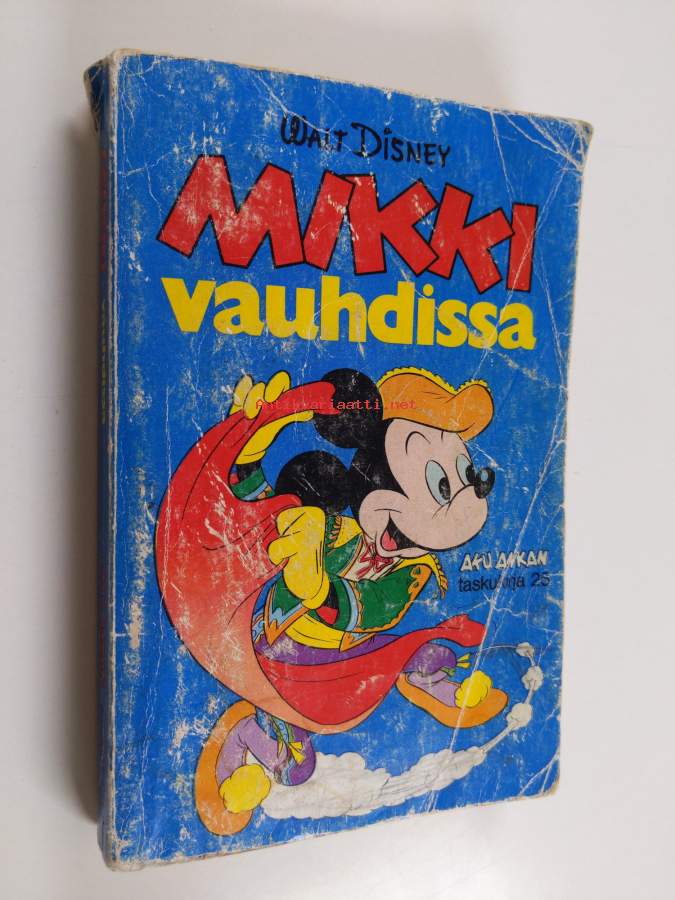 WALT DISNEY
MIKKI
vauhdissa
Antikvariaatti.net
AKU ANKAN
taskukirja 25